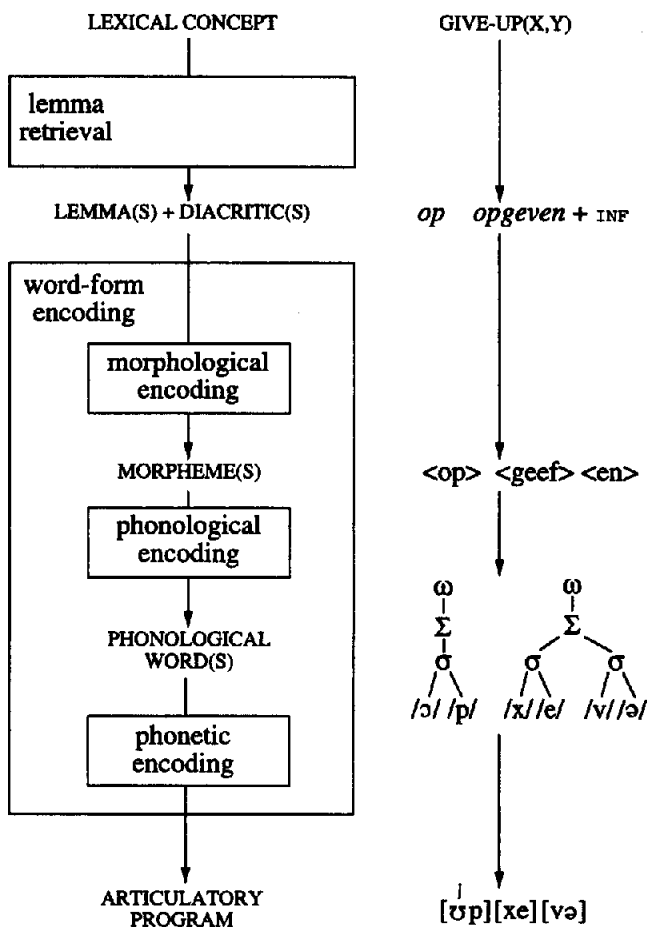 LEXICAL CONCEPT
GIVE-UP(X,Y)
lemma
retrieval
LEMMA(S) + DIACRITIC(S)
op opgeven + INF
word-form
encoding
morphological
encoding
MORPHEME(S)
<op> <geef> <en>
phonological
encoding
ω ω
Σ Σ
PHONOLOGICAL
WORD(S)
σ σ σ
/ɔ/ /p/ /x//e/ /v//ə/
phonetic
encoding
ARTICULATORY
PROGRAM
[ʊp][xe][və]